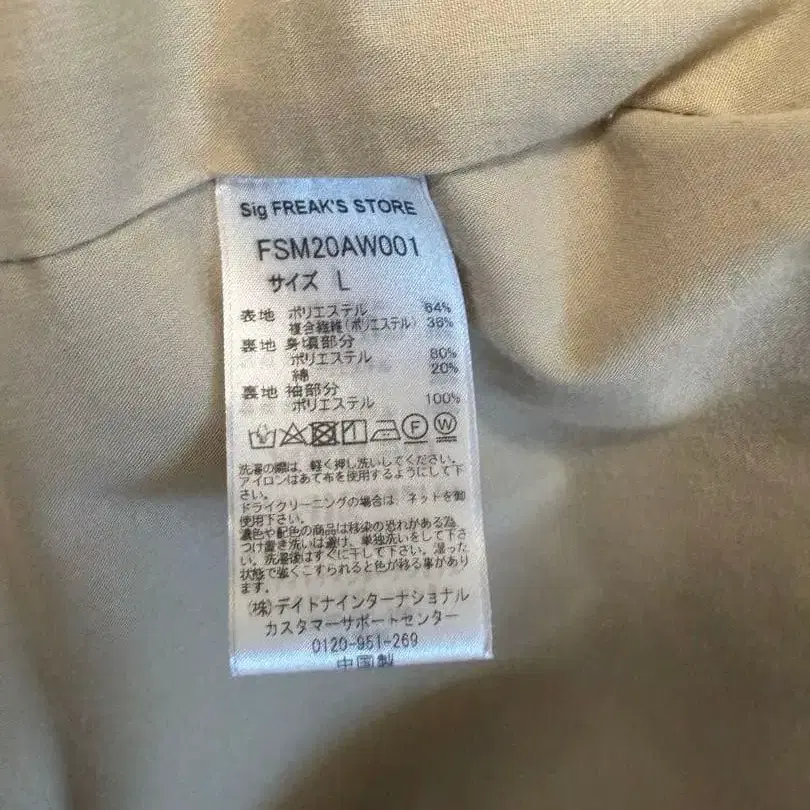 Sig FREAK'S STORE
FSM20AW001
サイズ L
表地 ポリエステル 64%
複合繊維(ポリエステル) 36%
裏地 身頃部分
ポリエステル 80%
綿 20%
裏地 袖部分
ポリエステル 100%
F W
洗濯の際は、軽く押し洗いしてください。
アイロンはあて布を使用するようにして下
さい。
ドライクリーニングの場合は、ネットを御
使用下さい。
濃色や配色の商品は移染の恐れがある為、
つけ置き洗いは避け、単独洗いをして下さ
い。洗濯後はすぐに干して下さい。湿った
状態で強くこすられると色が移る事があり
ます。
(株)デイトナインターナショナル
カスタマーサポートセンター
0120-951-269
中国製